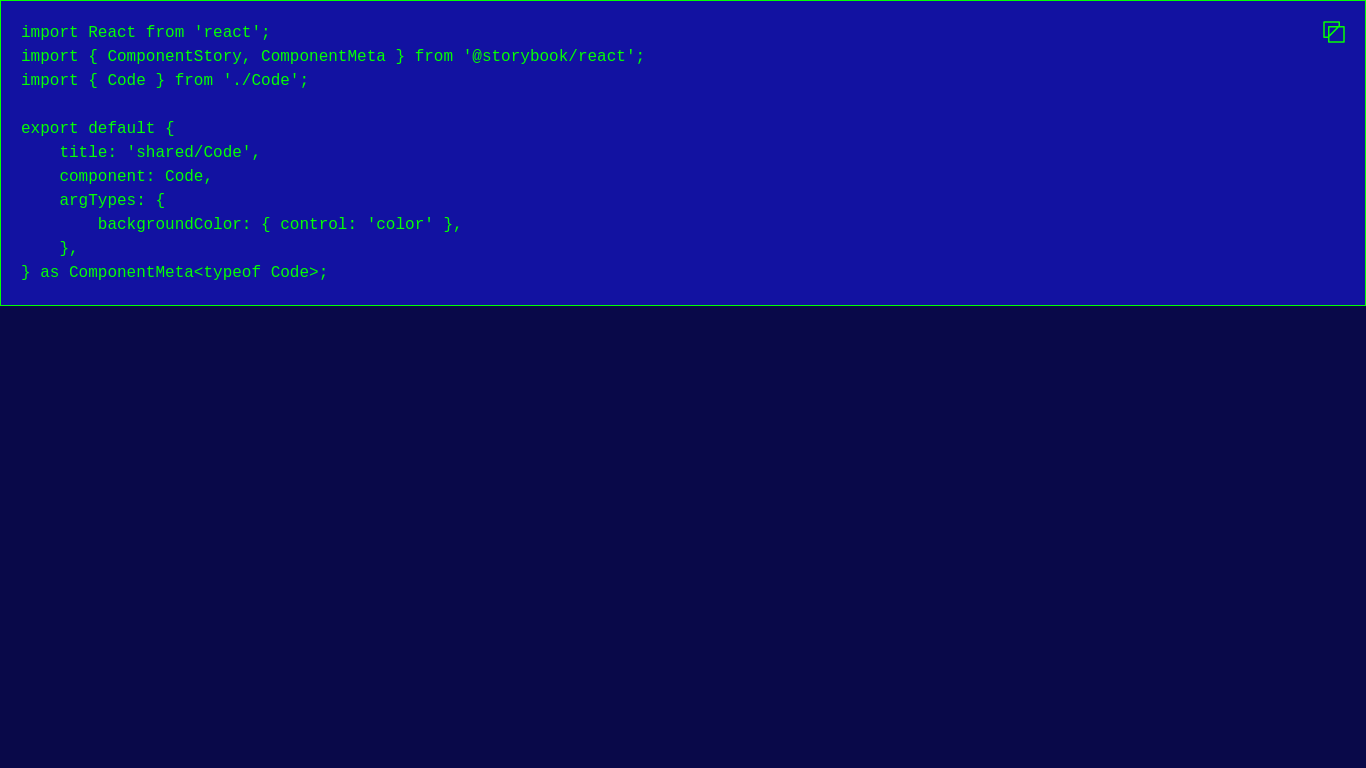 import React from 'react';
import { ComponentStory, ComponentMeta } from '@storybook/react';
import { Code } from './Code';

export default {
    title: 'shared/Code',
    component: Code,
    argTypes: {
        backgroundColor: { control: 'color' },
    },
} as ComponentMeta<typeof Code>;